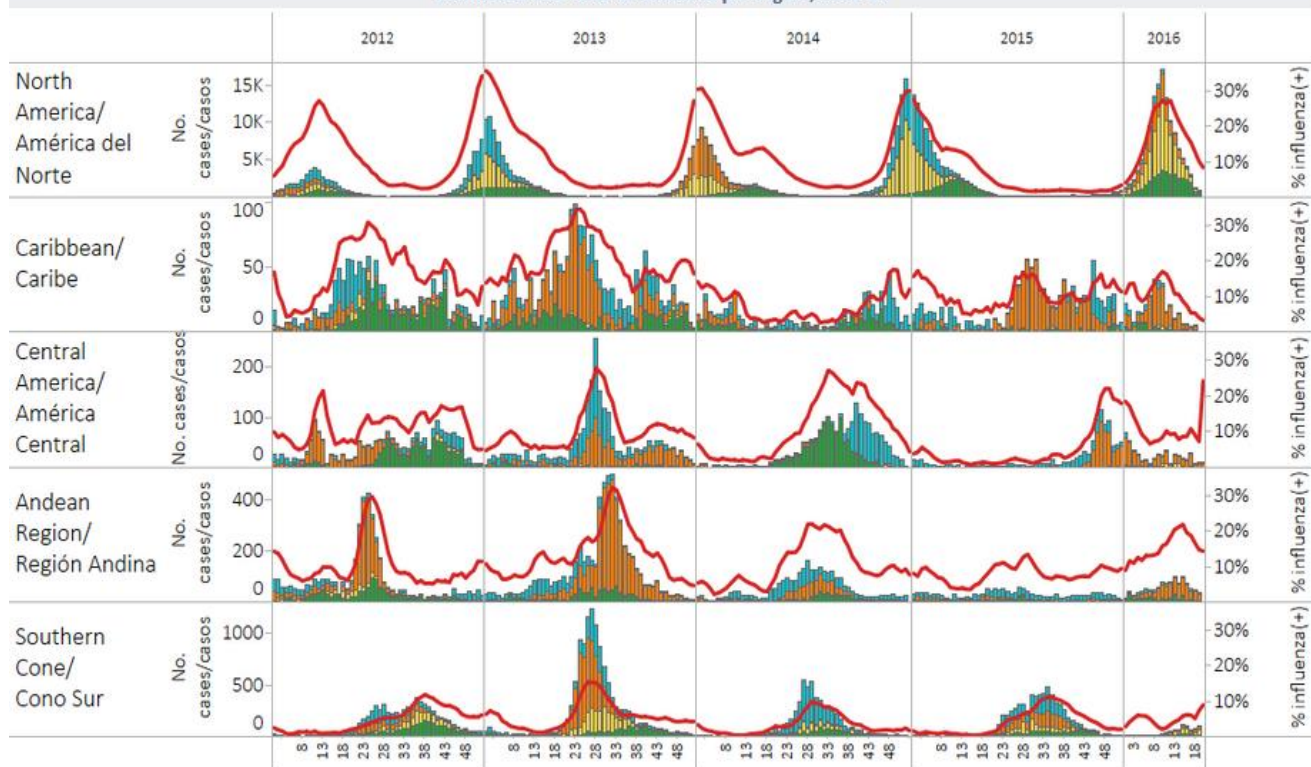 2012 2013 2014 2015 2016
North
America/
América del
Norte
No.
cases/casos
15K
10K
5K
30%
20%
10%
% influenza(+)
Caribbean/
Caribe
No.
cases/casos
100
50
0
30%
20%
10%
% influenza(+)
Central
America/
América
Central
No. cases/casos
200
100
0
30%
20%
10%
% influenza(+)
Andean
Region/
Región Andina
No.
cases/casos
400
200
0
30%
20%
10%
% influenza(+)
Southern
Cone/
Cono Sur
No.
cases/casos
1000
500
0
30%
20%
10%
% influenza(+)
8 13 18 23 28 33 38 43 48 8 13 18 23 28 33 38 43 48 8 13 18 23 28 33 38 43 48 8 13 18 23 28 33 38 43 48 3 8 13 18